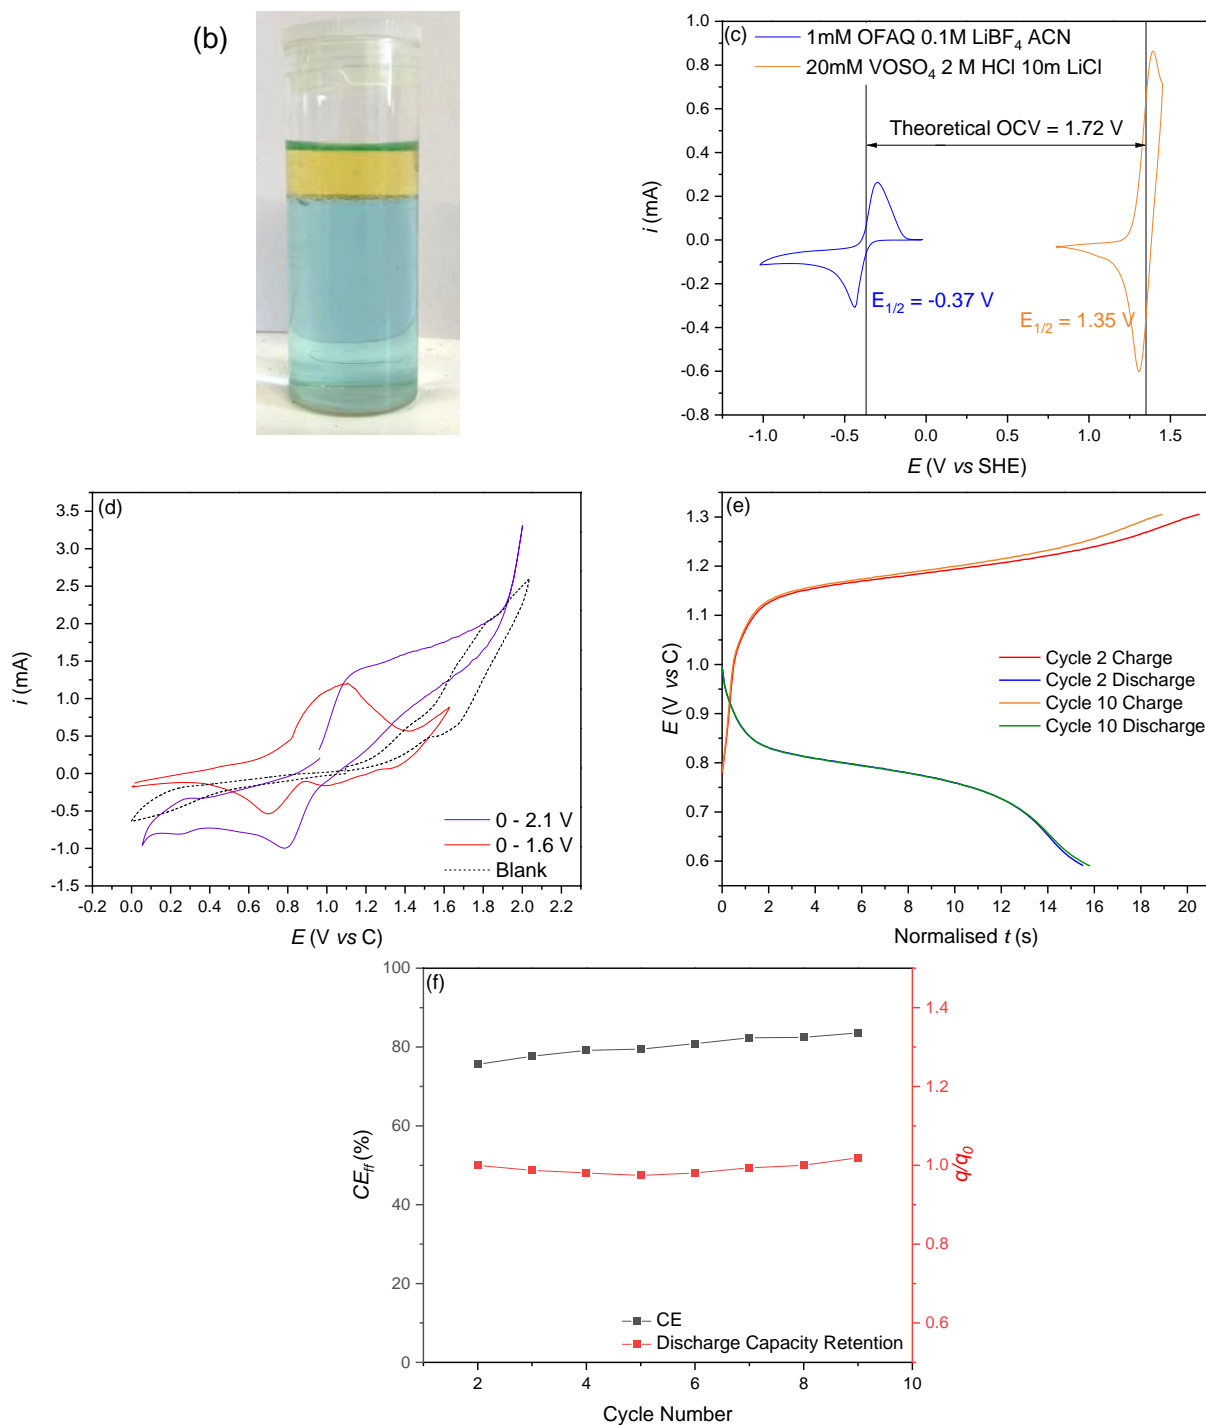 (b)
(c)
1mM OFAQ 0.1M LiBF4 ACN
20mM VOSO4 2 M HCl 10m LiCl
Theoretical OCV = 1.72 V
E1/2 = -0.37 V
E1/2 = 1.35 V
1.0
0.8
0.6
0.4
0.2
0.0
-0.2
-0.4
-0.6
-0.8
i (mA)
-1.0 -0.5 0.0 0.5 1.0 1.5
E (V vs SHE)
(d)
3.5
3.0
2.5
2.0
1.5
1.0
0.5
0.0
-0.5
-1.0
-1.5
i (mA)
0 - 2.1 V
0 - 1.6 V
Blank
-0.2 0.0 0.2 0.4 0.6 0.8 1.0 1.2 1.4 1.6 1.8 2.0 2.2
E (V vs C)
(e)
1.3
1.2
1.1
1.0
0.9
0.8
0.7
0.6
E (V vs C)
Cycle 2 Charge
Cycle 2 Discharge
Cycle 10 Charge
Cycle 10 Discharge
0 2 4 6 8 10 12 14 16 18 20
Normalised t (s)
(f)
100
80
60
40
20
0
CEff (%)
1.4
1.2
1.0
0.8
0.6
q/q0
CE
Discharge Capacity Retention
2 4 6 8 10
Cycle Number